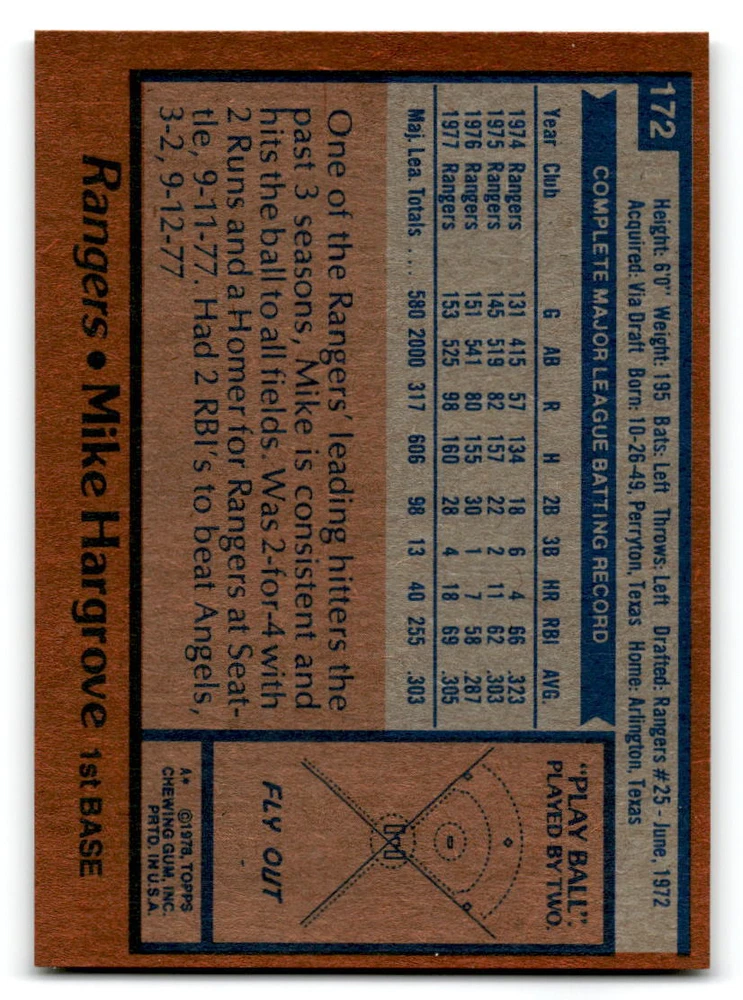 172
Height: 6'0" Weight: 195 Bats: Left Throws: Left Drafted: Rangers #25 - June, 1972
Acquired: Via Draft Born: 10-26-49, Perryton, Texas Home: Arlington, Texas
COMPLETE MAJOR LEAGUE BATTING RECORD
Year Club G AB R H 2B 3B HR RBI AVG
1974 Rangers 131 415 57 134 18 6 4 66 .323
1975 Rangers 145 519 82 157 22 2 11 62 .303
1976 Rangers 151 541 80 155 30 1 7 58 .287
1977 Rangers 153 525 98 160 28 4 18 69 .305
Maj. Lea. Totals .... 580 2000 317 606 98 13 40 255 .303
One of the Rangers' leading hitters the
past 3 seasons, Mike is consistent and
hits the ball to all fields. Was 2-for-4 with
2 Runs and a Homer for Rangers at Seat-
tle, 9-11-77. Had 2 RBI's to beat Angels,
3-2, 9-12-77
"PLAY BALL"
PLAYED BY TWO.
FLY OUT
A* ©1978, TOPPS
CHEWING GUM, INC.
PRTD. IN U.S.A.
Rangers • Mike Hargrove 1st BASE